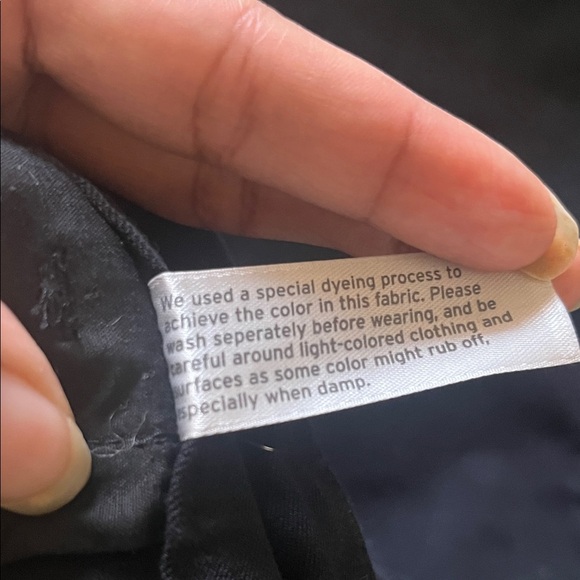 We used a special dyeing process to
achieve the color in this fabric. Please
wash seperately before wearing, and be
careful around light-colored clothing and
surfaces as some color might rub off,
especially when damp.